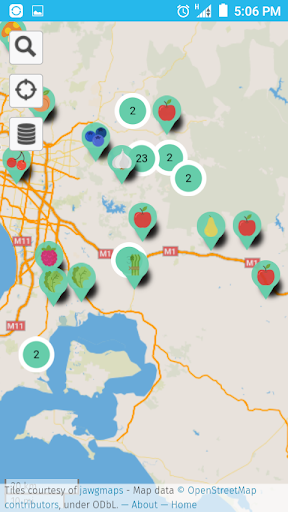 5:06 PM
2
23
2
2
M11
M1
M1
M1
M11
2
Tiles courtesy of jawgmaps - Map data © OpenStreetMap
contributors, under ODbL. — About — Home